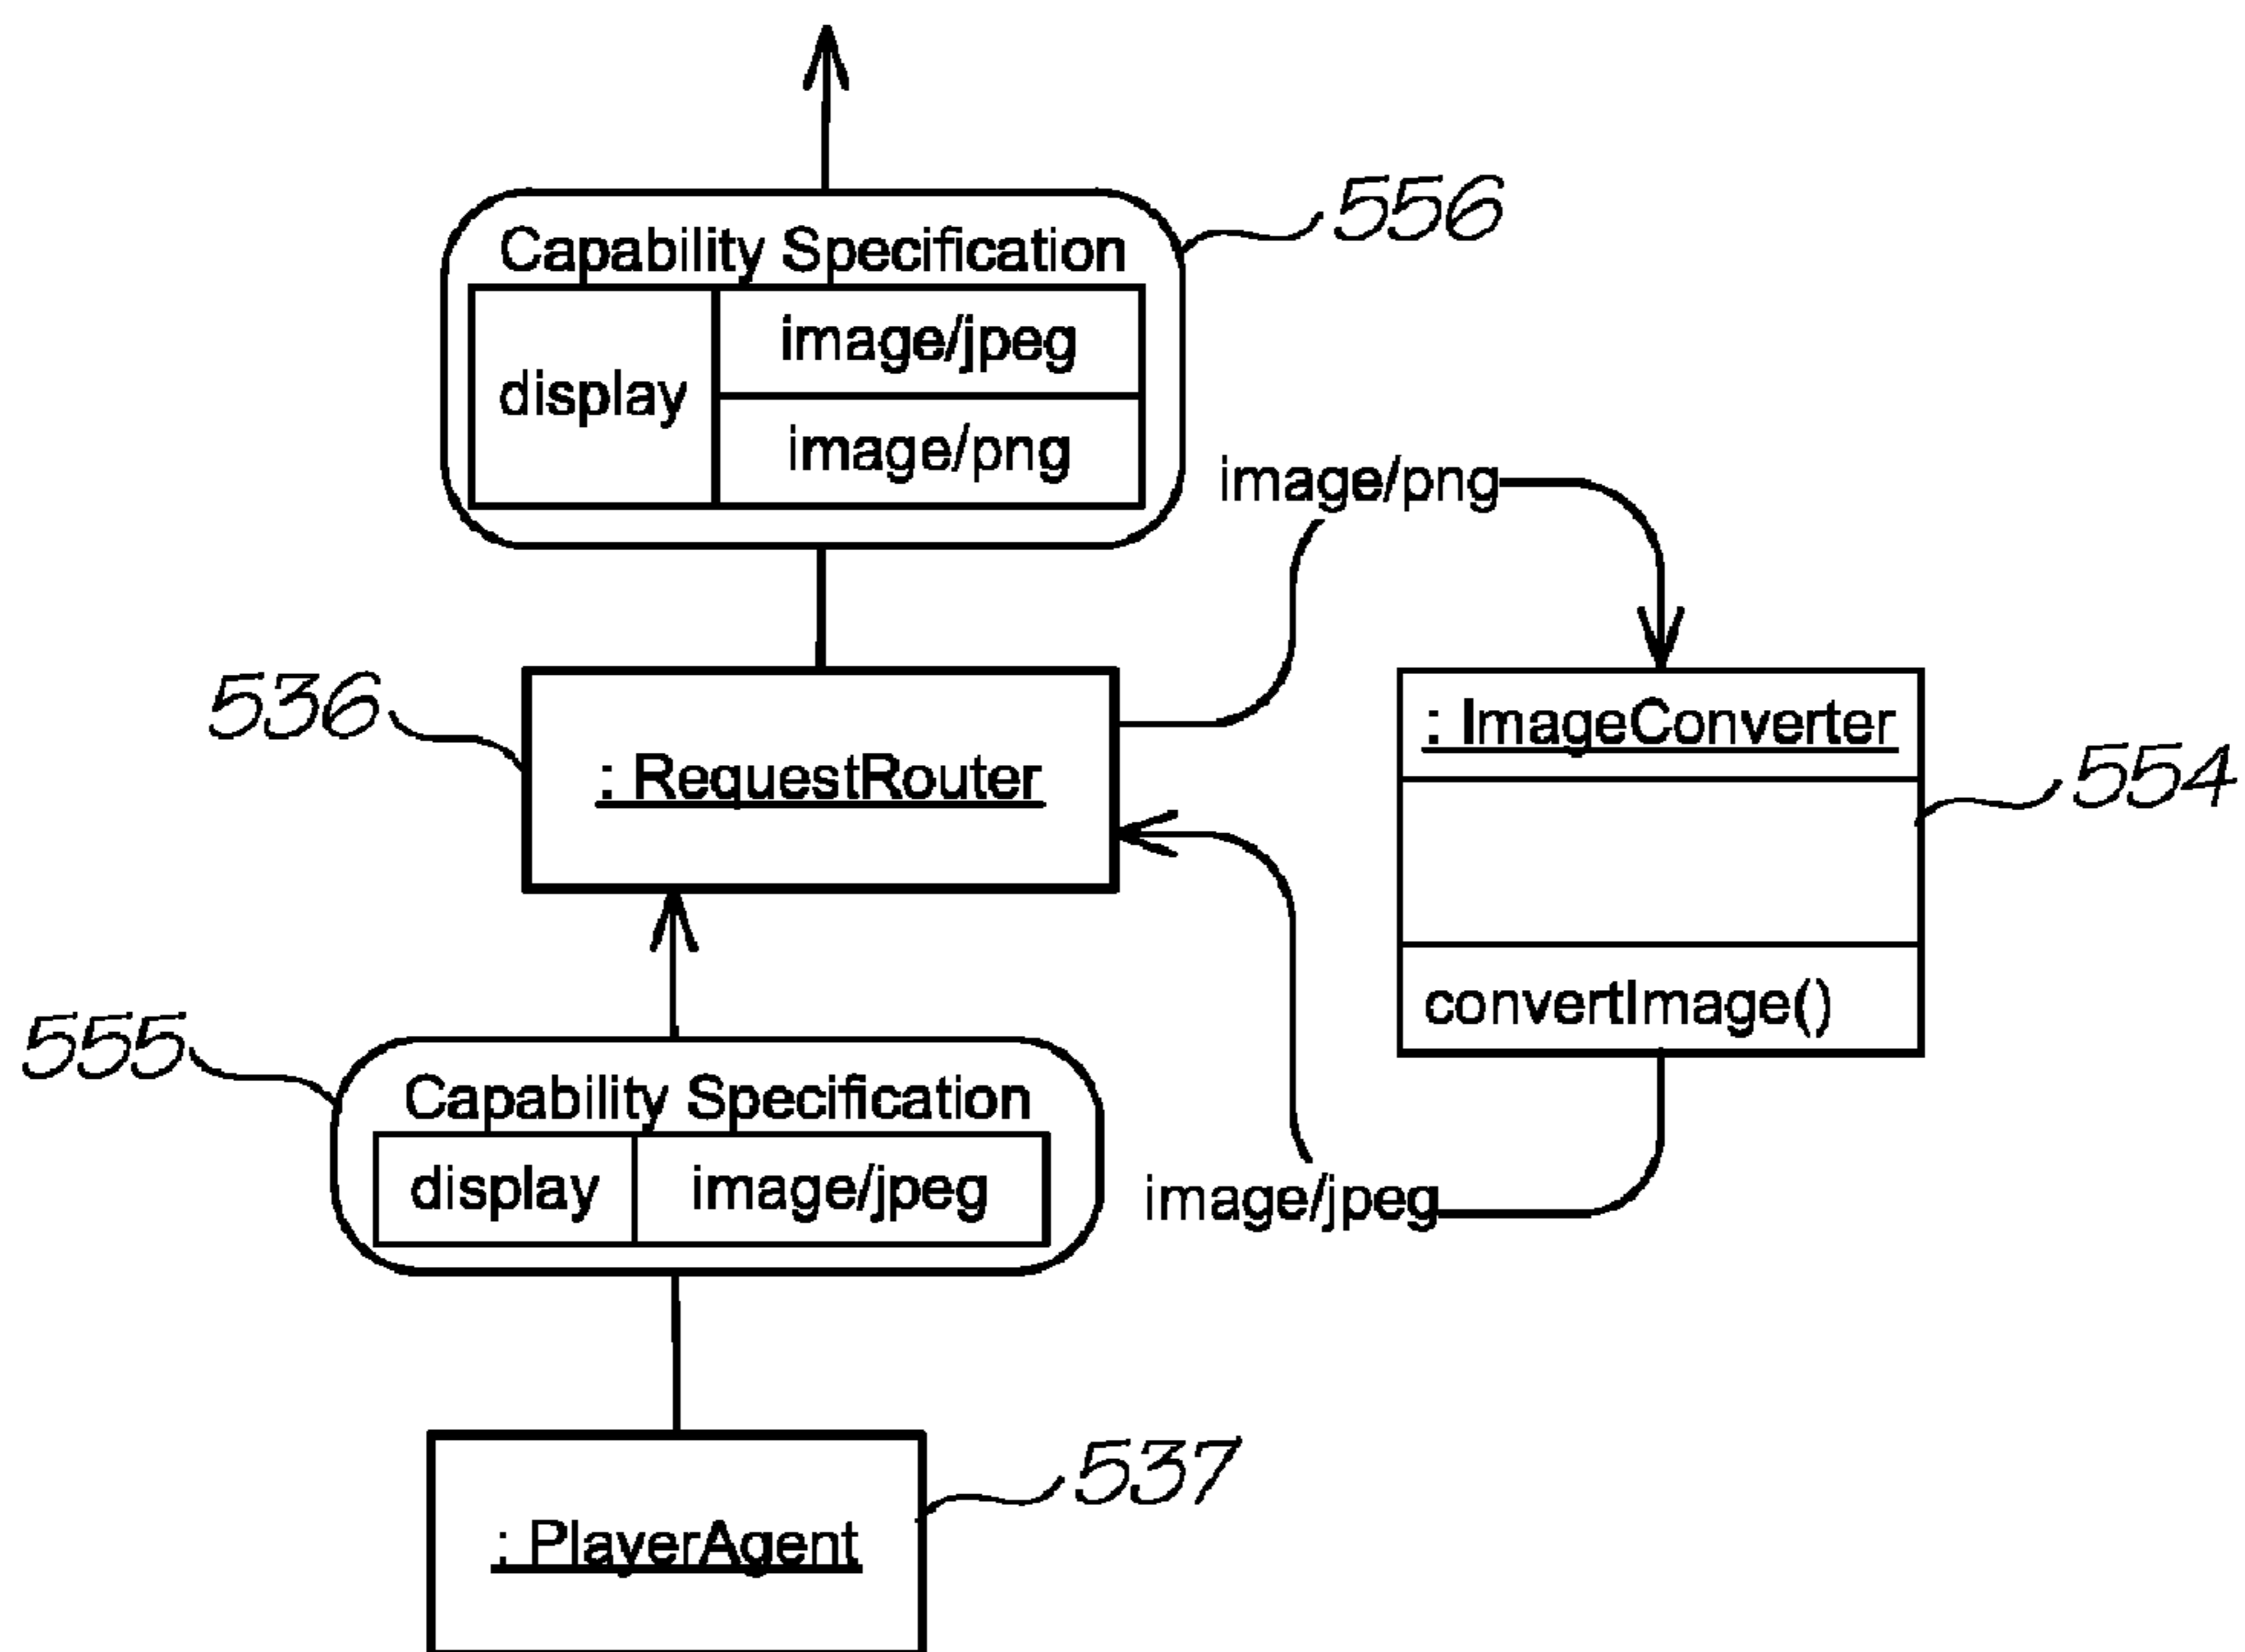 556
Capability Specification
display
image/jpeg
image/png
image/png
536
: RequestRouter
: ImageConverter
554
convertImage()
555
Capability Specification
display
image/jpeg
image/jpeg
537
: PlayerAgent